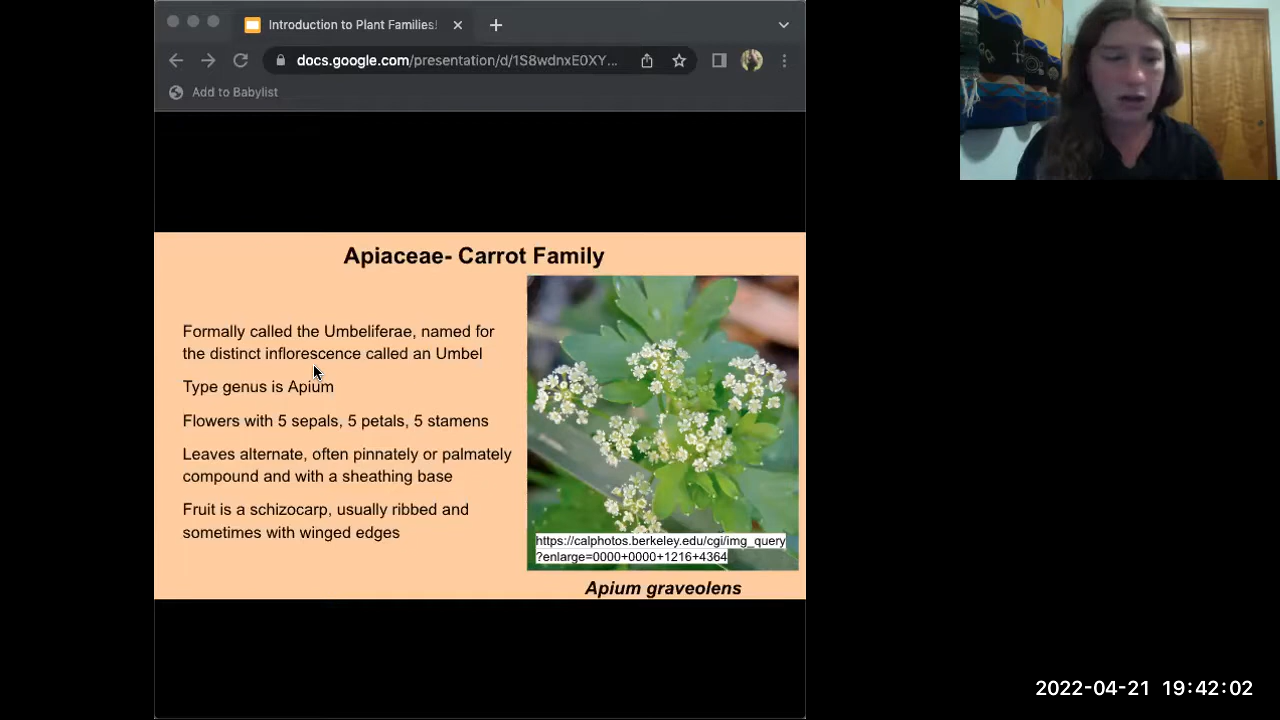 Introduction to Plant Families!
docs.google.com/presentation/d/1S8wdnxE0XY...
Add to Babylist
Apiaceae- Carrot Family
Formally called the Umbeliferae, named for
the distinct inflorescence called an Umbel
Type genus is Apium
Flowers with 5 sepals, 5 petals, 5 stamens
Leaves alternate, often pinnately or palmately
compound and with a sheathing base
Fruit is a schizocarp, usually ribbed and
sometimes with winged edges
https://calphotos.berkeley.edu/cgi/img_query
?enlarge=0000+0000+1216+4364
Apium graveolens
2022-04-21 19:42:02